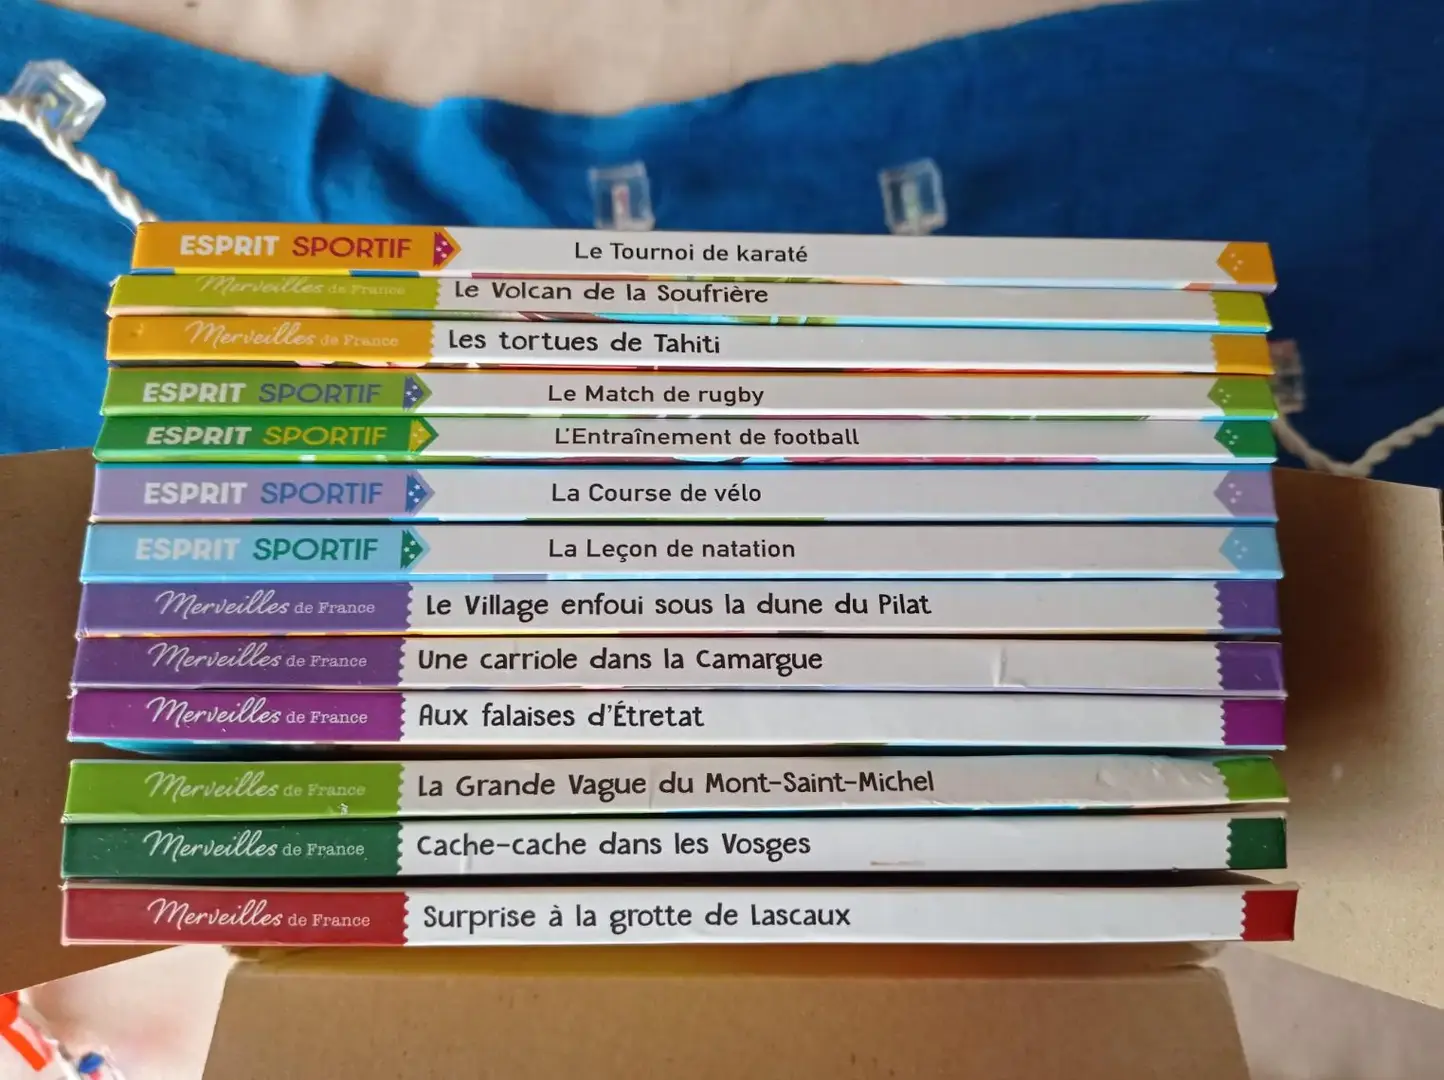 ESPRIT SPORTIF Le Tournoi de karaté
Merveilles de France Le Volcan de la Soufrière
Merveilles de France Les tortues de Tahiti
ESPRIT SPORTIF Le Match de rugby
ESPRIT SPORTIF L'Entraînement de football
ESPRIT SPORTIF La Course de vélo
ESPRIT SPORTIF La Leçon de natation
Merveilles de France Le Village enfoui sous la dune du Pilat
Merveilles de France Une carriole dans la Camargue
Merveilles de France Aux falaises d'Étretat
Merveilles de France La Grande Vague du Mont-Saint-Michel
Merveilles de France Cache-cache dans les Vosges
Merveilles de France Surprise à la grotte de Lascaux